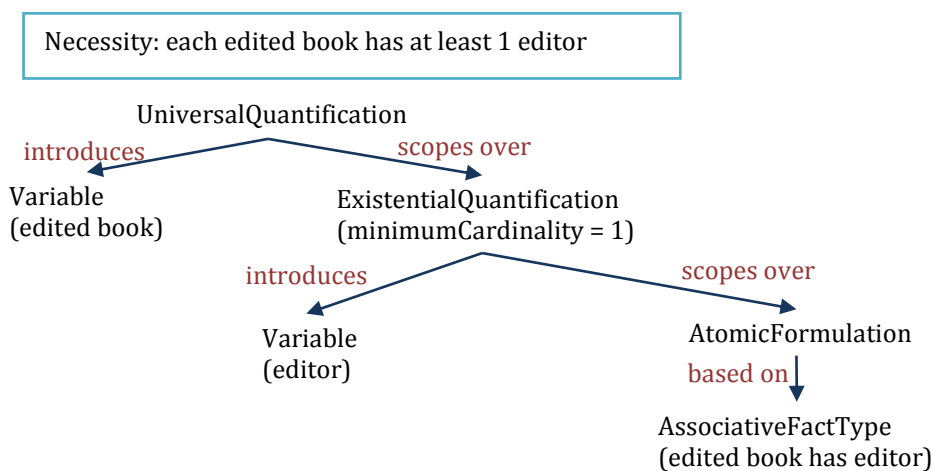 Necessity: each edited book has at least 1 editor
UniversalQuantification
introduces
scopes over
Variable
(edited book)
ExistentialQuantification
(minimumCardinality = 1)
introduces
scopes over
Variable
(editor)
AtomicFormulation
based on
AssociativeFactType
(edited book has editor)